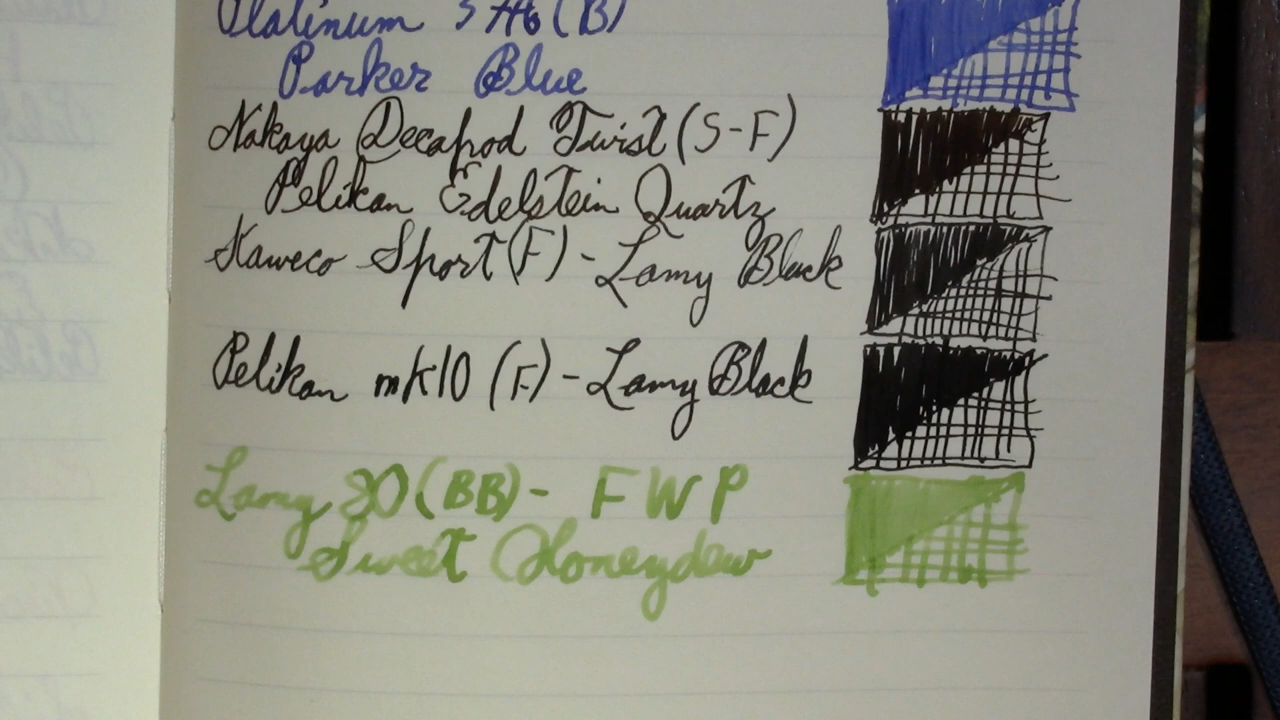 Platinum 3776 (B)
Parker Blue
Nakaya Decapod Twist (S-F)
Pelikan Edelstein Quartz
Kaweco Sport (F) - Lamy Black
Pelikan mk10 (F) - Lamy Black
Lamy 80 (BB) - FWP
Sweet Honeydew